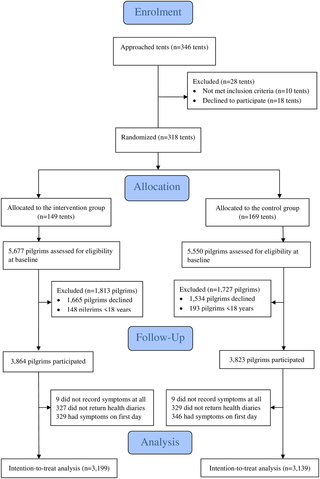 Enrolment
Approached tents (n=346 tents)
Excluded (n=28 tents)
• Not met inclusion criteria (n=10 tents)
• Declined to participate (n=18 tents)
Randomized (n=318 tents)
Allocation
Allocated to the intervention group
(n=149 tents)
Allocated to the control group
(n=169 tents)
5,677 pilgrims assessed for eligibility at
baseline
5,550 pilgrims assessed for eligibility at
baseline
Excluded (n=1,813 pilgrims)
• 1,665 pilgrims declined
• 148 pilgrims <18 years
Excluded (n=1,727 pilgrims)
• 1,534 pilgrims declined
• 193 pilgrims <18 years
Follow-Up
3,864 pilgrims participated
3,823 pilgrims participated
9 did not record symptoms at all
327 did not return health diaries
329 had symptoms on first day
9 did not record symptoms at all
329 did not return health diaries
346 had symptoms on first day
Analysis
Intention-to-treat analysis (n=3,199)
Intention-to-treat analysis (n=3,139)